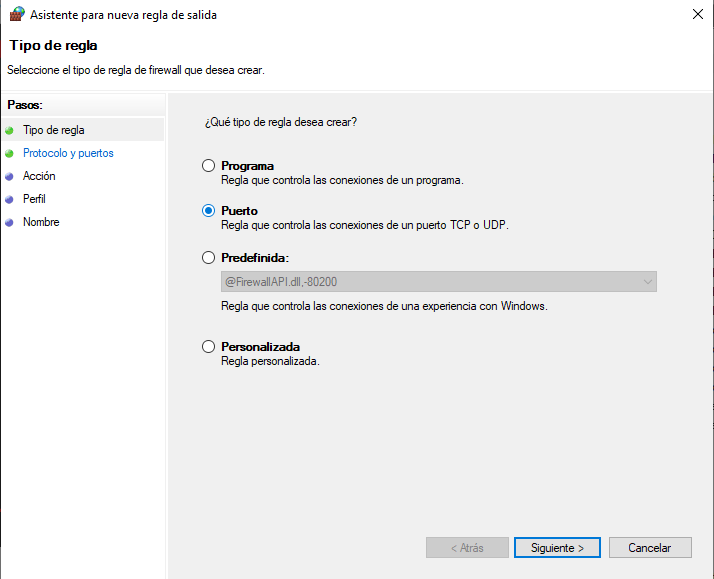 Asistente para nueva regla de salida
Tipo de regla
Seleccione el tipo de regla de firewall que desea crear.
Pasos:
Tipo de regla
Protocolo y puertos
Acción
Perfil
Nombre
¿Qué tipo de regla desea crear?
Programa
Regla que controla las conexiones de un programa.
Puerto
Regla que controla las conexiones de un puerto TCP o UDP.
Predefinida:
@FirewallAPI.dll,-80200
Regla que controla las conexiones de una experiencia con Windows.
Personalizada
Regla personalizada.
< Atrás
Siguiente >
Cancelar